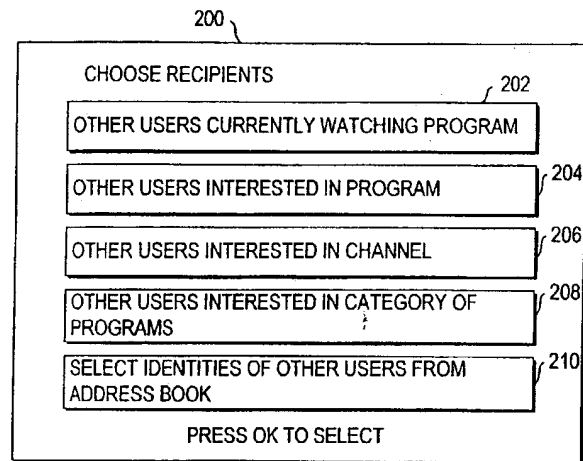 200
CHOOSE RECIPIENTS
202
OTHER USERS CURRENTLY WATCHING PROGRAM
204
OTHER USERS INTERESTED IN PROGRAM
206
OTHER USERS INTERESTED IN CHANNEL
208
OTHER USERS INTERESTED IN CATEGORY OF
PROGRAMS
210
SELECT IDENTITIES OF OTHER USERS FROM
ADDRESS BOOK
PRESS OK TO SELECT